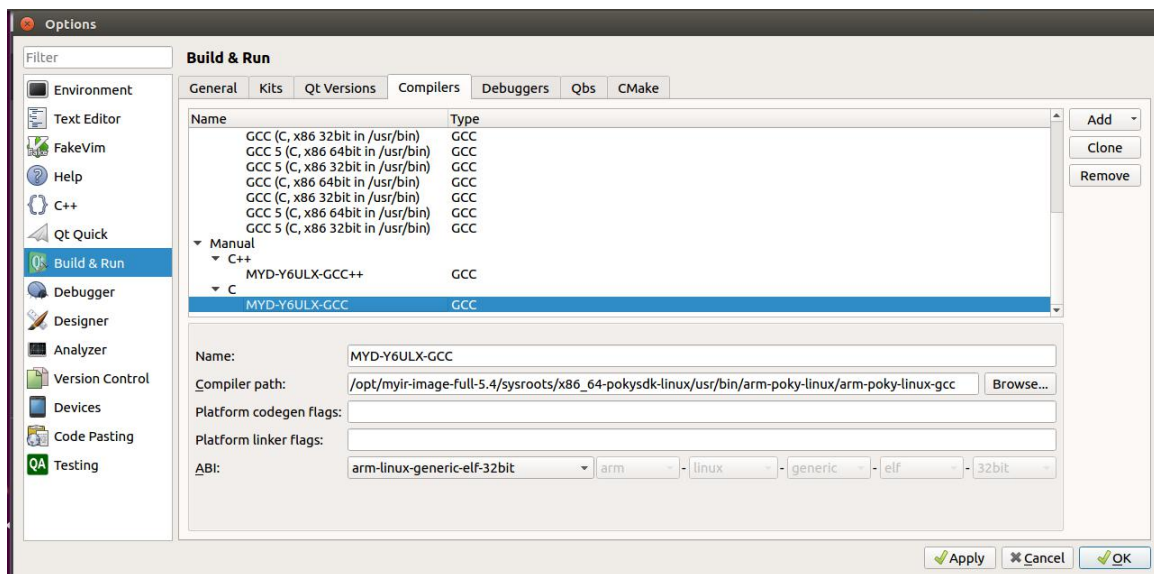 Options
Filter
Environment
Text Editor
FakeVim
Help
C++
Qt Quick
Build & Run
Debugger
Designer
Analyzer
Version Control
Devices
Code Pasting
QA Testing
Build & Run
General Kits Qt Versions Compilers Debuggers Qbs CMake
Name Type
GCC (C, x86 32bit in /usr/bin) GCC
GCC 5 (C, x86 64bit in /usr/bin) GCC
GCC 5 (C, x86 32bit in /usr/bin) GCC
GCC (C, x86 64bit in /usr/bin) GCC
GCC (C, x86 32bit in /usr/bin) GCC
GCC 5 (C, x86 64bit in /usr/bin) GCC
GCC 5 (C, x86 32bit in /usr/bin) GCC
Manual
C++
MYD-Y6ULX-GCC++ GCC
C
MYD-Y6ULX-GCC GCC
Add
Clone
Remove
Name: MYD-Y6ULX-GCC
Compiler path: /opt/myir-image-full-5.4/sysroots/x86_64-pokysdk-linux/usr/bin/arm-poky-linux/arm-poky-linux-gcc Browse...
Platform codegen flags:
Platform linker flags:
ABI: arm-linux-generic-elf-32bit arm - linux - generic - elf - 32bit
Apply Cancel OK